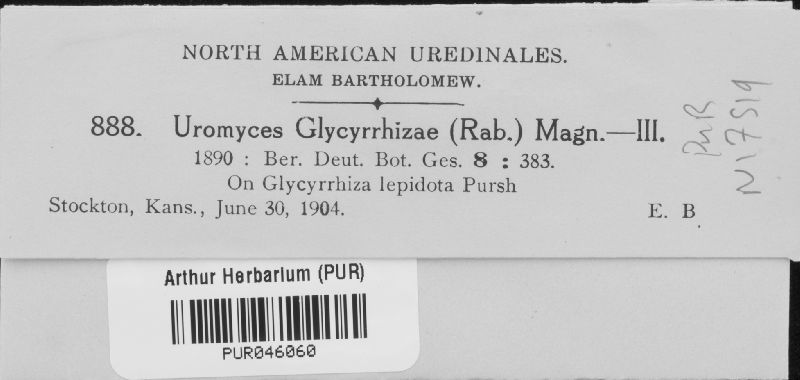 NORTH AMERICAN UREDINALES.
ELAM BARTHOLOMEW.
888. Uromyces Glycyrrhizae (Rab.) Magn.—III.
1890 : Ber. Deut. Bot. Ges. 8 : 383.
On Glycyrrhiza lepidota Pursh
Stockton, Kans., June 30, 1904. E. B
PUR
N17519
Arthur Herbarium (PUR)
PUR046060